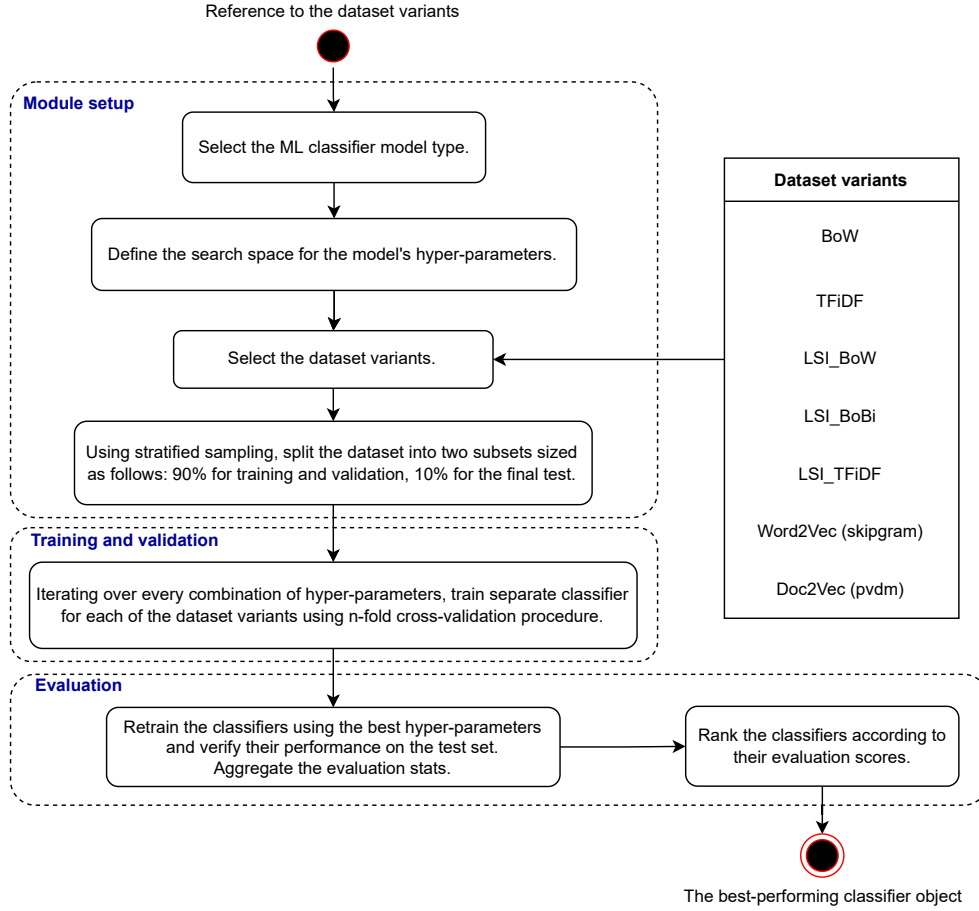 Reference to the dataset variants
Module setup
Select the ML classifier model type.
Define the search space for the model's hyper-parameters.
Select the dataset variants.
Using stratified sampling, split the dataset into two subsets sized
as follows: 90% for training and validation, 10% for the final test.
Dataset variants
BoW
TFiDF
LSI_BoW
LSI_BoBi
LSI_TFiDF
Word2Vec (skipgram)
Doc2Vec (pvdm)
Training and validation
Iterating over every combination of hyper-parameters, train separate classifier
for each of the dataset variants using n-fold cross-validation procedure.
Evaluation
Retrain the classifiers using the best hyper-parameters
and verify their performance on the test set.
Aggregate the evaluation stats.
Rank the classifiers according to
their evaluation scores.
The best-performing classifier object